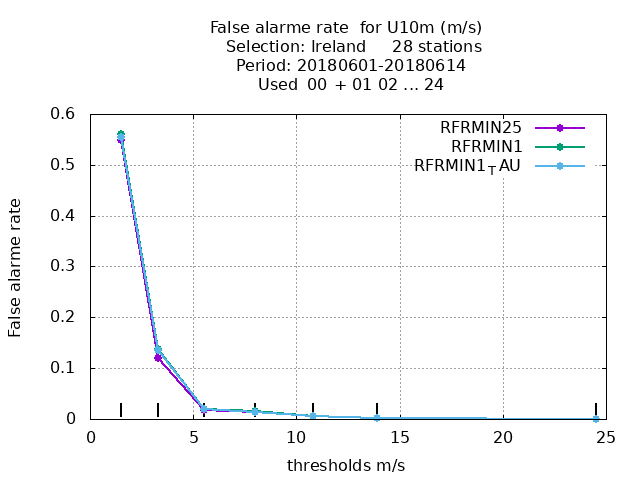 False alarme rate  for U10m (m/s)
Selection: Ireland     28 stations
Period: 20180601-20180614
Used  00  + 01 02 ... 24
RFRMIN25
RFRMIN1
RFRMIN1TAU
False alarme rate
0.6
0.5
0.4
0.3
0.2
0.1
0
0 5 10 15 20 25
thresholds m/s